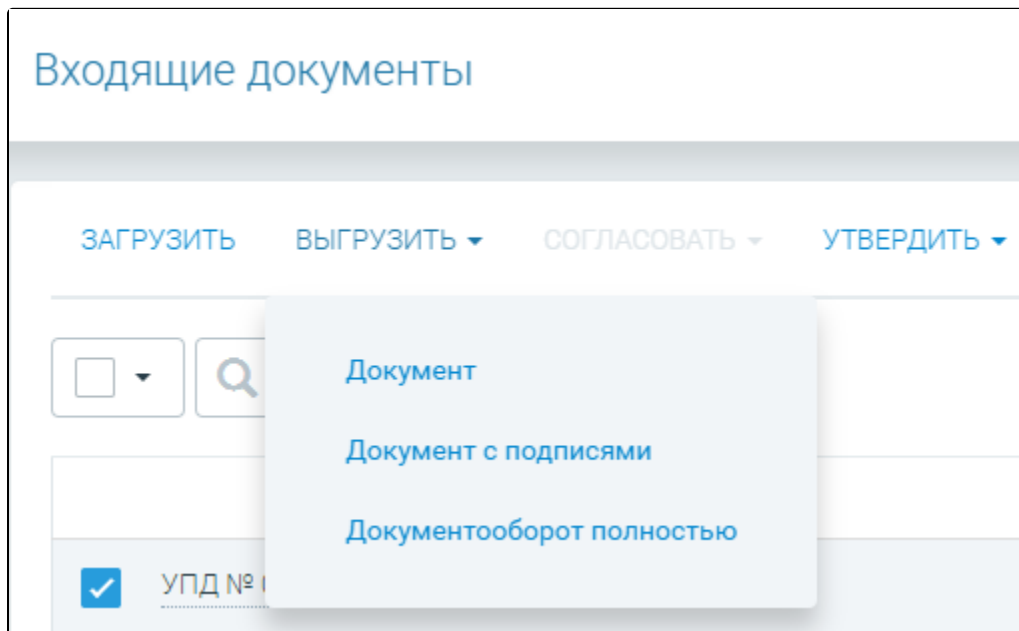 Входящие документы
ЗАГРУЗИТЬ ВЫГРУЗИТЬ СОГЛАСОВАТЬ УТВЕРДИТЬ
Документ
Документ с подписями
Документооборот полностью
УПД №